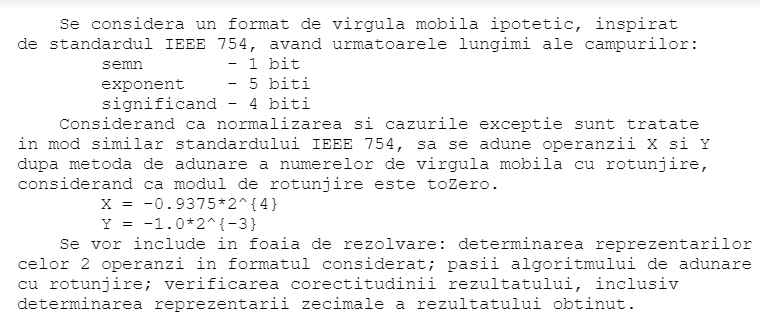 Se considera un format de virgula mobila ipotetic, inspirat
de standardul IEEE 754, avand urmatoarele lungimi ale campurilor:
semn - 1 bit
exponent - 5 biti
significand - 4 biti
Considerand ca normalizarea si cazurile exceptie sunt tratate
in mod similar standardului IEEE 754, sa se adune operanzii X si Y
dupa metoda de adunare a numerelor de virgula mobila cu rotunjire,
considerand ca modul de rotunjire este toZero.
X = -0.9375*2^{4}
Y = -1.0*2^{-3}
Se vor include in foaia de rezolvare: determinarea reprezentarilor
celor 2 operanzi in formatul considerat; pasii algoritmului de adunare
cu rotunjire; verificarea corectitudinii rezultatului, inclusiv
determinarea reprezentarii zecimale a rezultatului obtinut.